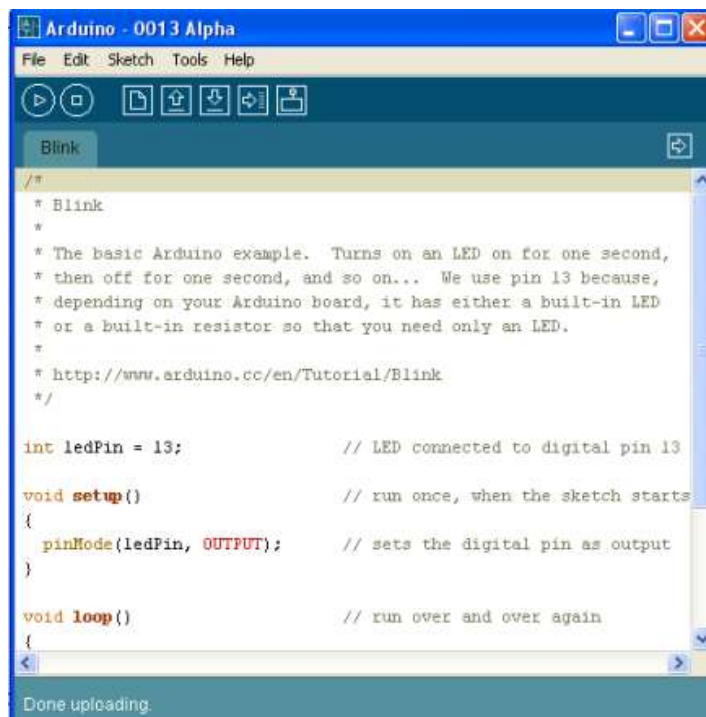 Arduino - 0013 Alpha
File Edit Sketch Tools Help
Blink
/*
 * Blink
 *
 * The basic Arduino example.  Turns on an LED on for one second,
 * then off for one second, and so on...  We use pin 13 because,
 * depending on your Arduino board, it has either a built-in LED
 * or a built-in resistor so that you need only an LED.
 *
 * http://www.arduino.cc/en/Tutorial/Blink
 */
int ledPin = 13;                // LED connected to digital pin 13
void setup()                    // run once, when the sketch starts
{
  pinMode(ledPin, OUTPUT);      // sets the digital pin as output
}
void loop()                     // run over and over again
{
Done uploading.